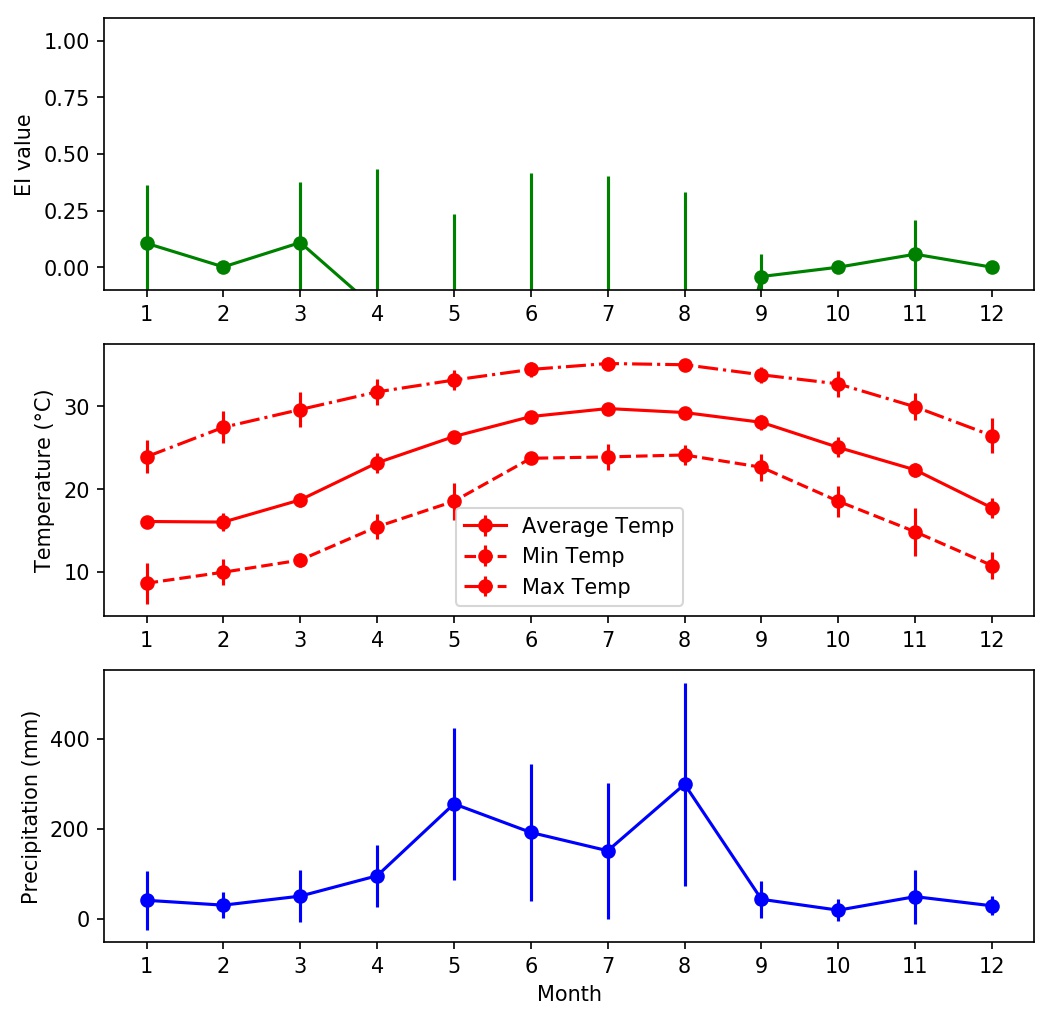 EI value
1.00
0.75
0.50
0.25
0.00
1 2 3 4 5 6 7 8 9 10 11 12
Temperature (°C)
30
20
10
Average Temp
Min Temp
Max Temp
1 2 3 4 5 6 7 8 9 10 11 12
Precipitation (mm)
400
200
0
1 2 3 4 5 6 7 8 9 10 11 12
Month